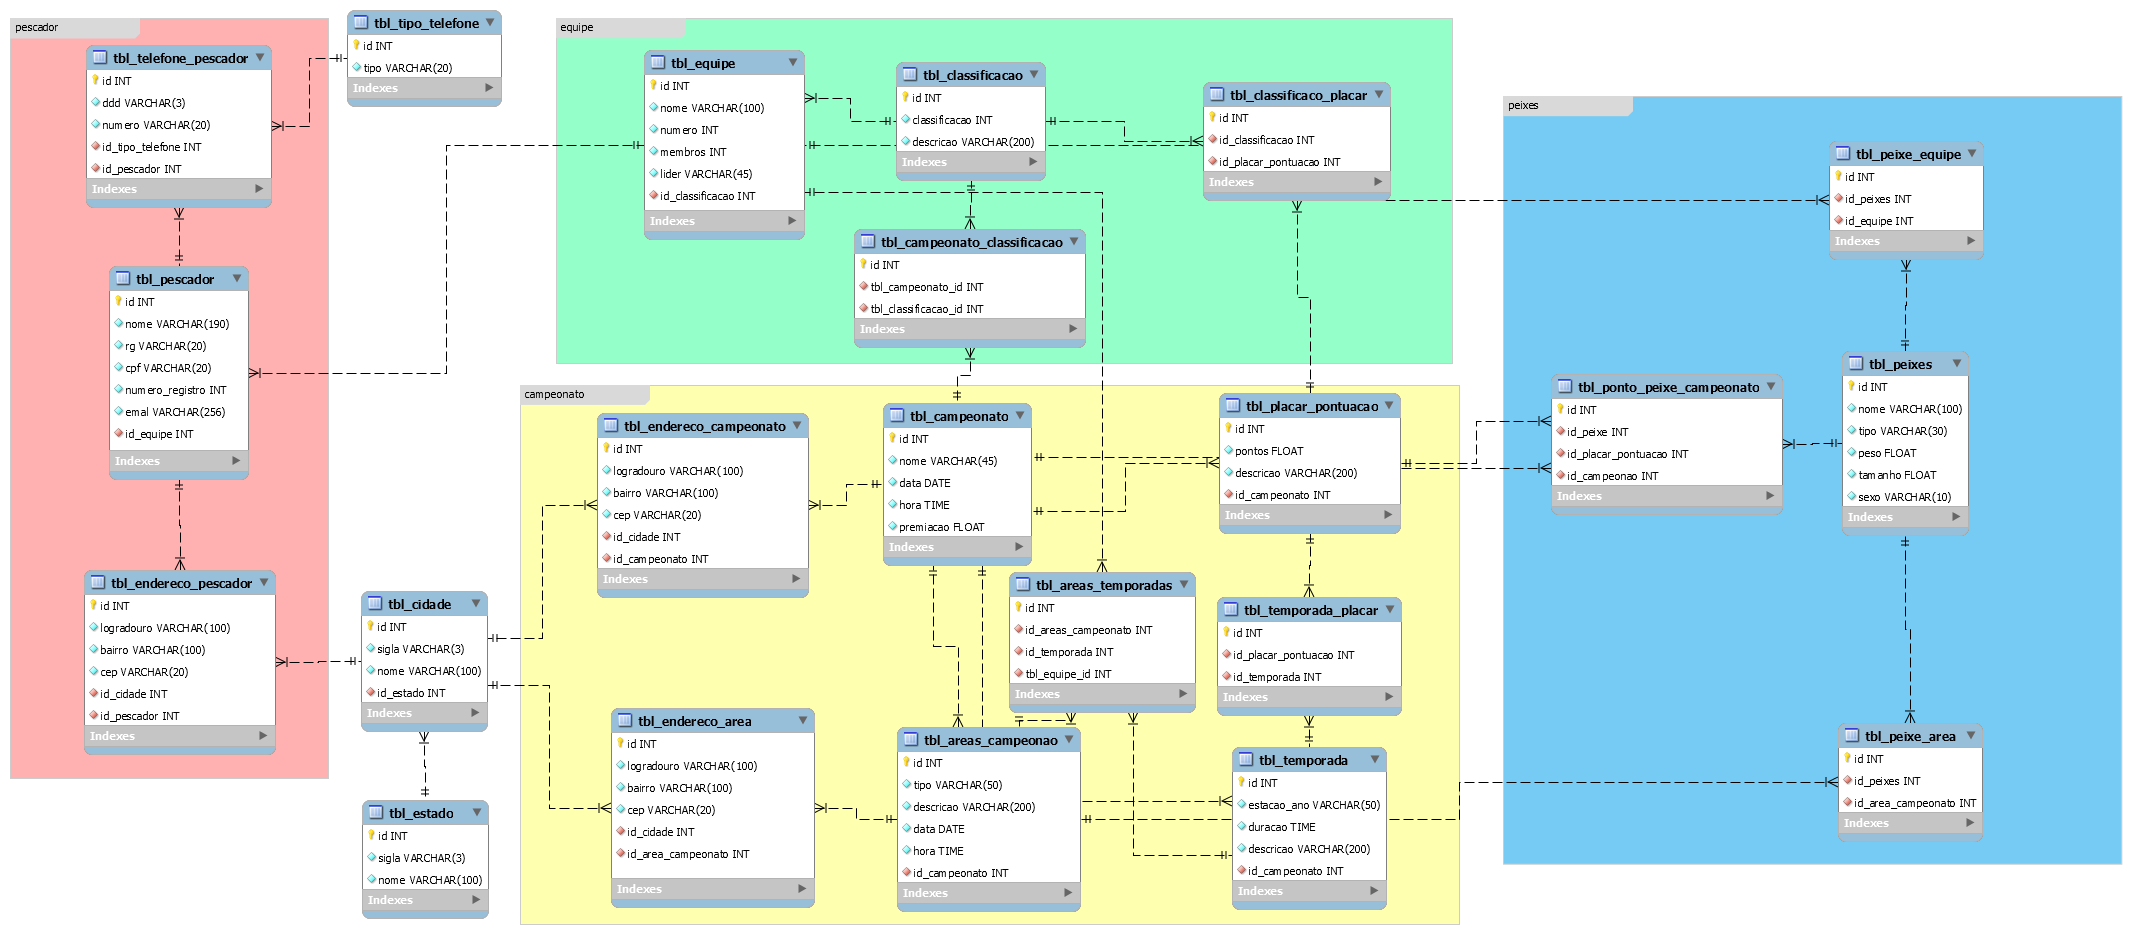 pescador
tbl_telefone_pescador
id INT
ddd VARCHAR(3)
numero VARCHAR(20)
id_tipo_telefone INT
id_pescador INT
Indexes
tbl_tipo_telefone
id INT
tipo VARCHAR(20)
Indexes
tbl_pescador
id INT
nome VARCHAR(190)
rg VARCHAR(20)
cpf VARCHAR(20)
numero_registro INT
emal VARCHAR(256)
id_equipe INT
Indexes
tbl_endereco_pescador
id INT
logradouro VARCHAR(100)
bairro VARCHAR(100)
cep VARCHAR(20)
id_cidade INT
id_pescador INT
Indexes
tbl_cidade
id INT
sigla VARCHAR(3)
nome VARCHAR(100)
id_estado INT
Indexes
tbl_estado
id INT
sigla VARCHAR(3)
nome VARCHAR(100)
Indexes
equipe
tbl_equipe
id INT
nome VARCHAR(100)
numero INT
membros INT
lider VARCHAR(45)
id_classificacao INT
Indexes
tbl_classificacao
id INT
classificacao INT
descricao VARCHAR(200)
Indexes
tbl_classificaco_placar
id INT
id_classificacao INT
id_placar_pontuacao INT
Indexes
tbl_campeonato_classificacao
id INT
tbl_campeonato_id INT
tbl_classificacao_id INT
Indexes
campeonato
tbl_endereco_campeonato
id INT
logradouro VARCHAR(100)
bairro VARCHAR(100)
cep VARCHAR(20)
id_cidade INT
id_campeonato INT
Indexes
tbl_campeonato
id INT
nome VARCHAR(45)
data DATE
hora TIME
premiacao FLOAT
Indexes
tbl_placar_pontuacao
id INT
pontos FLOAT
descricao VARCHAR(200)
id_campeonato INT
Indexes
tbl_areas_temporadas
id INT
id_areas_campeonato INT
id_temporada INT
tbl_equipe_id INT
Indexes
tbl_temporada_placar
id INT
id_placar_pontuacao INT
id_temporada INT
Indexes
tbl_endereco_area
id INT
logradouro VARCHAR(100)
bairro VARCHAR(100)
cep VARCHAR(20)
id_cidade INT
id_area_campeonato INT
Indexes
tbl_areas_campeonao
id INT
tipo VARCHAR(50)
descricao VARCHAR(200)
data DATE
hora TIME
id_campeonato INT
Indexes
tbl_temporada
id INT
estacao_ano VARCHAR(50)
duracao TIME
descricao VARCHAR(200)
id_campeonato INT
Indexes
peixes
tbl_peixe_equipe
id INT
id_peixes INT
id_equipe INT
Indexes
tbl_ponto_peixe_campeonato
id INT
id_peixe INT
id_placar_pontuacao INT
id_campeonao INT
Indexes
tbl_peixes
id INT
nome VARCHAR(100)
tipo VARCHAR(30)
peso FLOAT
tamanho FLOAT
sexo VARCHAR(10)
Indexes
tbl_peixe_area
id INT
id_peixes INT
id_area_campeonato INT
Indexes